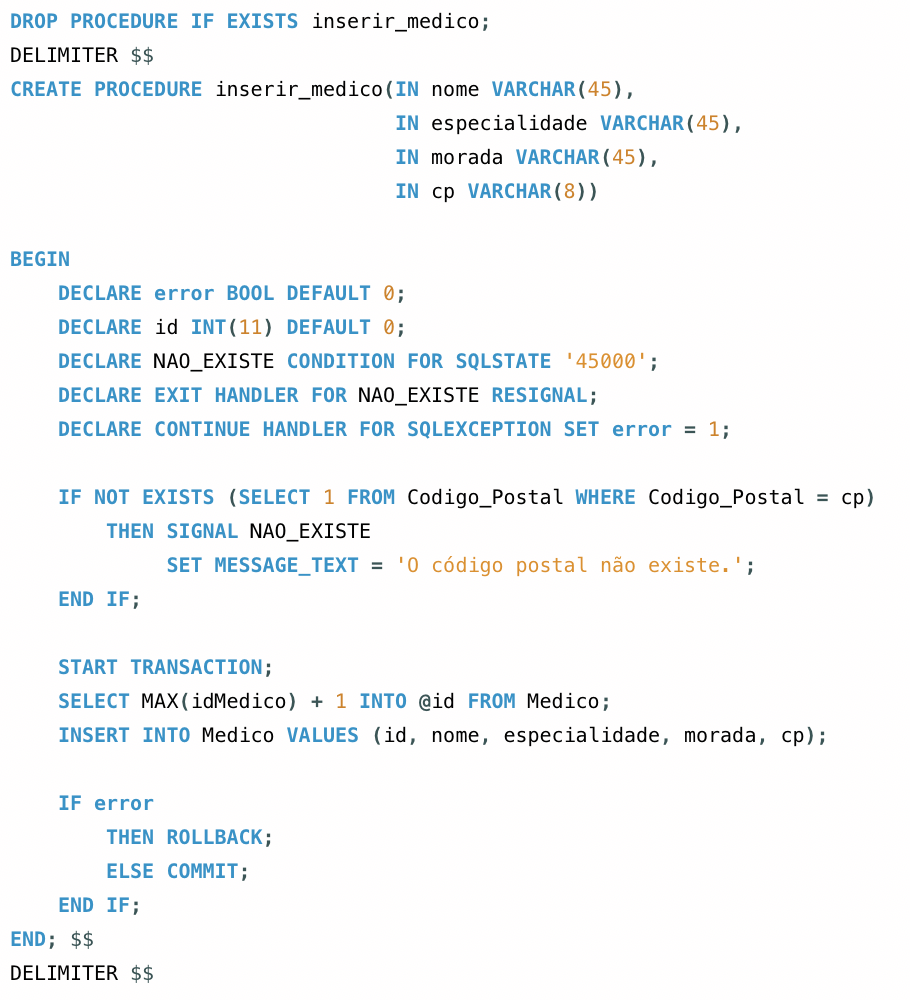 DROP PROCEDURE IF EXISTS inserir_medico;
DELIMITER $$
CREATE PROCEDURE inserir_medico(IN nome VARCHAR(45),
                                IN especialidade VARCHAR(45),
                                IN morada VARCHAR(45),
                                IN cp VARCHAR(8))

BEGIN
    DECLARE error BOOL DEFAULT 0;
    DECLARE id INT(11) DEFAULT 0;
    DECLARE NAO_EXISTE CONDITION FOR SQLSTATE '45000';
    DECLARE EXIT HANDLER FOR NAO_EXISTE RESIGNAL;
    DECLARE CONTINUE HANDLER FOR SQLEXCEPTION SET error = 1;

    IF NOT EXISTS (SELECT 1 FROM Codigo_Postal WHERE Codigo_Postal = cp)
        THEN SIGNAL NAO_EXISTE
             SET MESSAGE_TEXT = 'O código postal não existe.';
    END IF;

    START TRANSACTION;
    SELECT MAX(idMedico) + 1 INTO @id FROM Medico;
    INSERT INTO Medico VALUES (id, nome, especialidade, morada, cp);

    IF error
        THEN ROLLBACK;
        ELSE COMMIT;
    END IF;
END; $$
DELIMITER $$